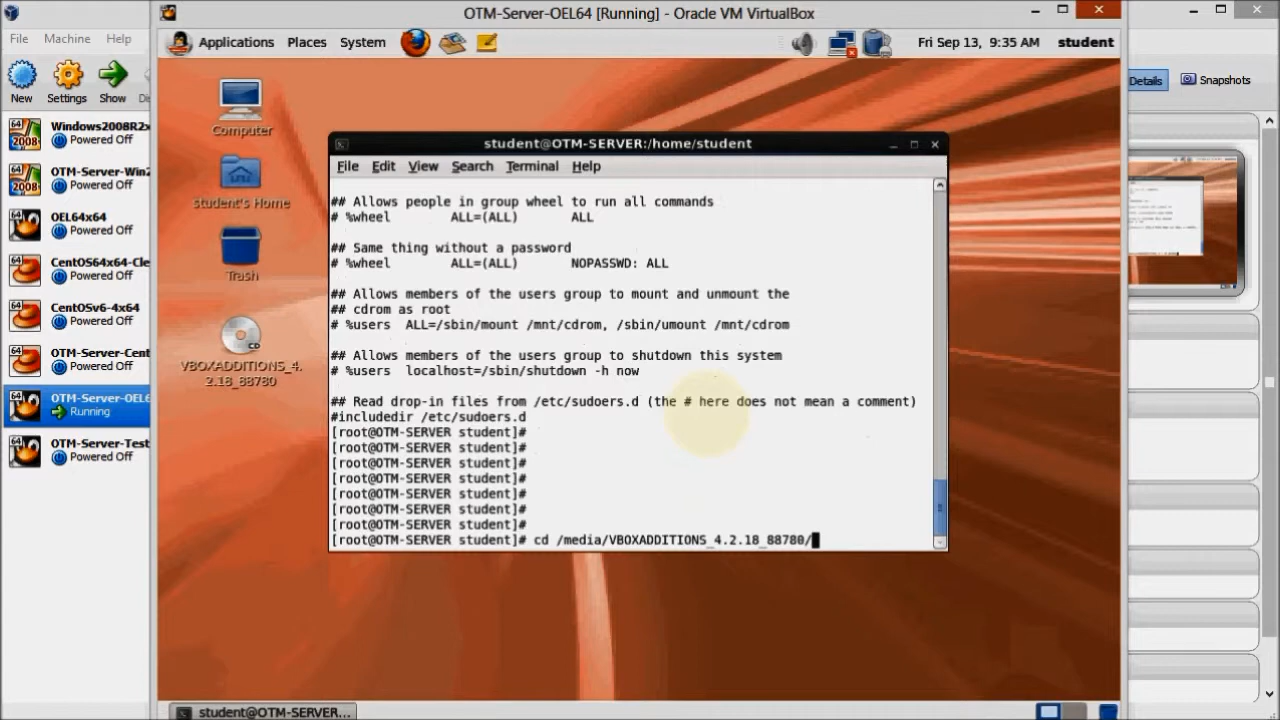 OTM-Server-OEL64 [Running] - Oracle VM VirtualBox
File Machine Help
New Settings Show
Details Snapshots
Windows2008R2x
Powered Off
OTM-Server-Win2
Powered Off
OEL64x64
Powered Off
CentOS64x64-Cle
Powered Off
CentOSv6-4x64
Powered Off
OTM-Server-Cent
Powered Off
OTM-Server-OEL6
Running
OTM-Server-Test
Powered Off
Applications Places System Fri Sep 13, 9:35 AM student
Computer
student's Home
Trash
CD
VBOXADDITIONS_4.
2.18_88780
student@OTM-SERVER:/home/student
File Edit View Search Terminal Help
## Allows people in group wheel to run all commands
# %wheel ALL=(ALL) ALL
## Same thing without a password
# %wheel ALL=(ALL) NOPASSWD: ALL
## Allows members of the users group to mount and unmount the
## cdrom as root
# %users ALL=/sbin/mount /mnt/cdrom, /sbin/umount /mnt/cdrom
## Allows members of the users group to shutdown this system
# %users localhost=/sbin/shutdown -h now
## Read drop-in files from /etc/sudoers.d (the # here does not mean a comment)
#includedir /etc/sudoers.d
[root@OTM-SERVER student]#
[root@OTM-SERVER student]#
[root@OTM-SERVER student]#
[root@OTM-SERVER student]#
[root@OTM-SERVER student]#
[root@OTM-SERVER student]#
[root@OTM-SERVER student]#
[root@OTM-SERVER student]# cd /media/VBOXADDITIONS_4.2.18_88780/
student@OTM-SERVER...